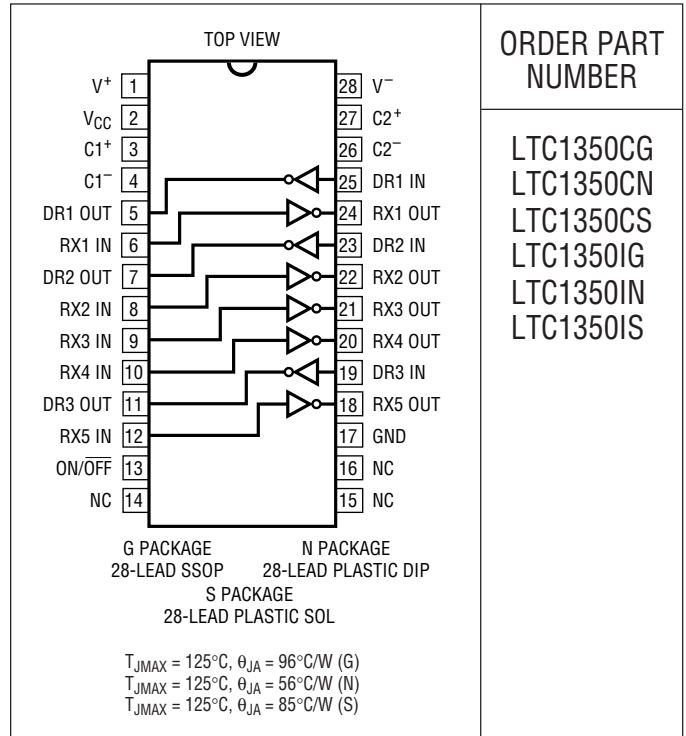 TOP VIEW
ORDER PART
NUMBER
V+ 1
28 V−
VCC 2
27 C2+
C1+ 3
26 C2−
C1− 4
25 DR1 IN
DR1 OUT 5
24 RX1 OUT
RX1 IN 6
23 DR2 IN
DR2 OUT 7
22 RX2 OUT
RX2 IN 8
21 RX3 OUT
RX3 IN 9
20 RX4 OUT
RX4 IN 10
19 DR3 IN
DR3 OUT 11
18 RX5 OUT
RX5 IN 12
17 GND
ON/OFF 13
16 NC
NC 14
15 NC
G PACKAGE
28-LEAD SSOP
N PACKAGE
28-LEAD PLASTIC DIP
S PACKAGE
28-LEAD PLASTIC SOL
TJMAX = 125°C, θJA = 96°C/W (G)
TJMAX = 125°C, θJA = 56°C/W (N)
TJMAX = 125°C, θJA = 85°C/W (S)
LTC1350CG
LTC1350CN
LTC1350CS
LTC1350IG
LTC1350IN
LTC1350IS